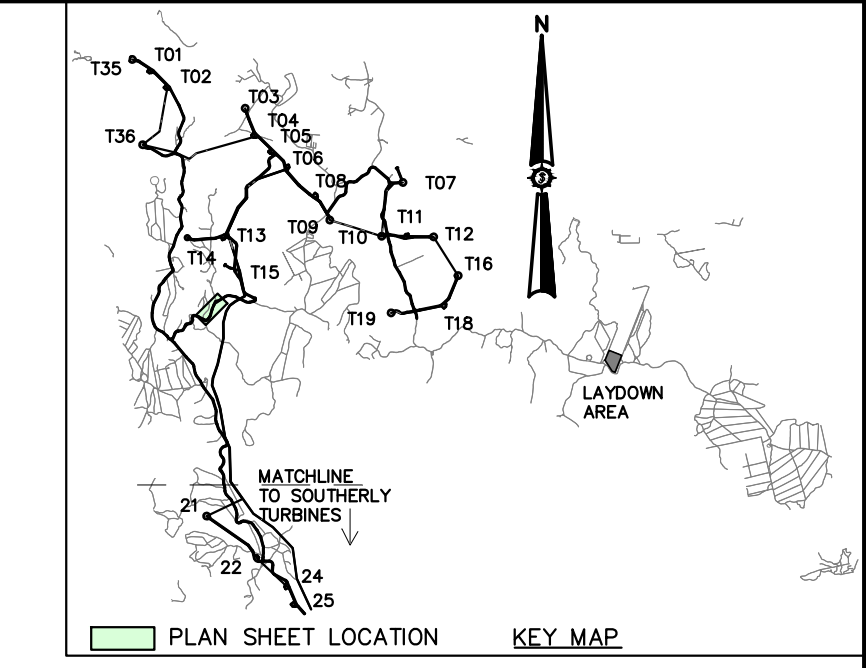 N
T01
T35
T02
T03
T04
T36
T05
T06
T08
T07
T09
T11
T13
T10
T12
T14
T16
T15
T19
T18
LAYDOWN
AREA
MATCHLINE
TO SOUTHERLY
TURBINES
21
22
24
25
PLAN SHEET LOCATION
KEY MAP